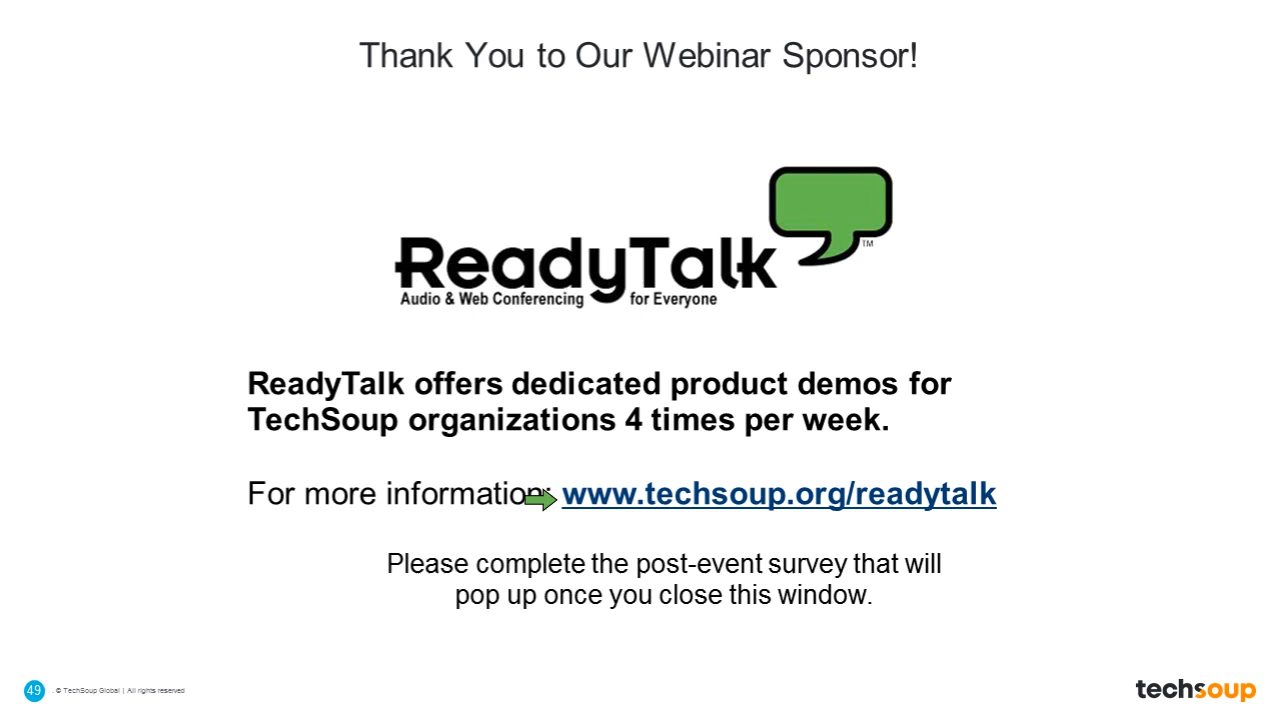 Thank You to Our Webinar Sponsor!
ReadyTalk
TM
Audio & Web Conferencing for Everyone
ReadyTalk offers dedicated product demos for
TechSoup organizations 4 times per week.
For more information: www.techsoup.org/readytalk
Please complete the post-event survey that will
pop up once you close this window.
49 . © TechSoup Global | All rights reserved
techsoup